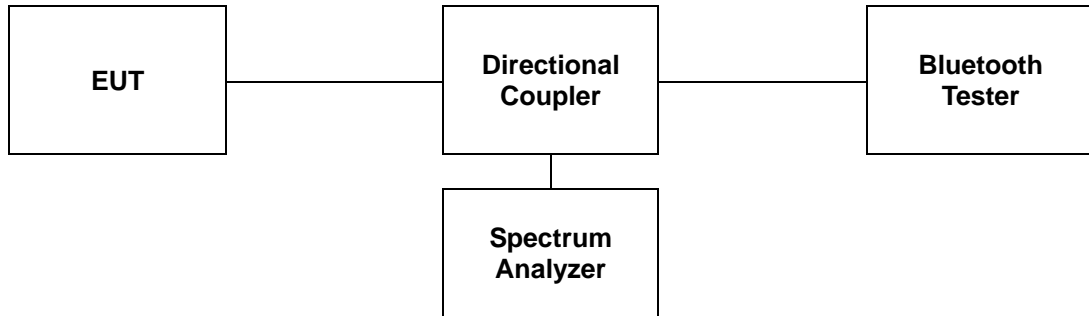 EUT
Directional
Coupler
Bluetooth
Tester
Spectrum
Analyzer